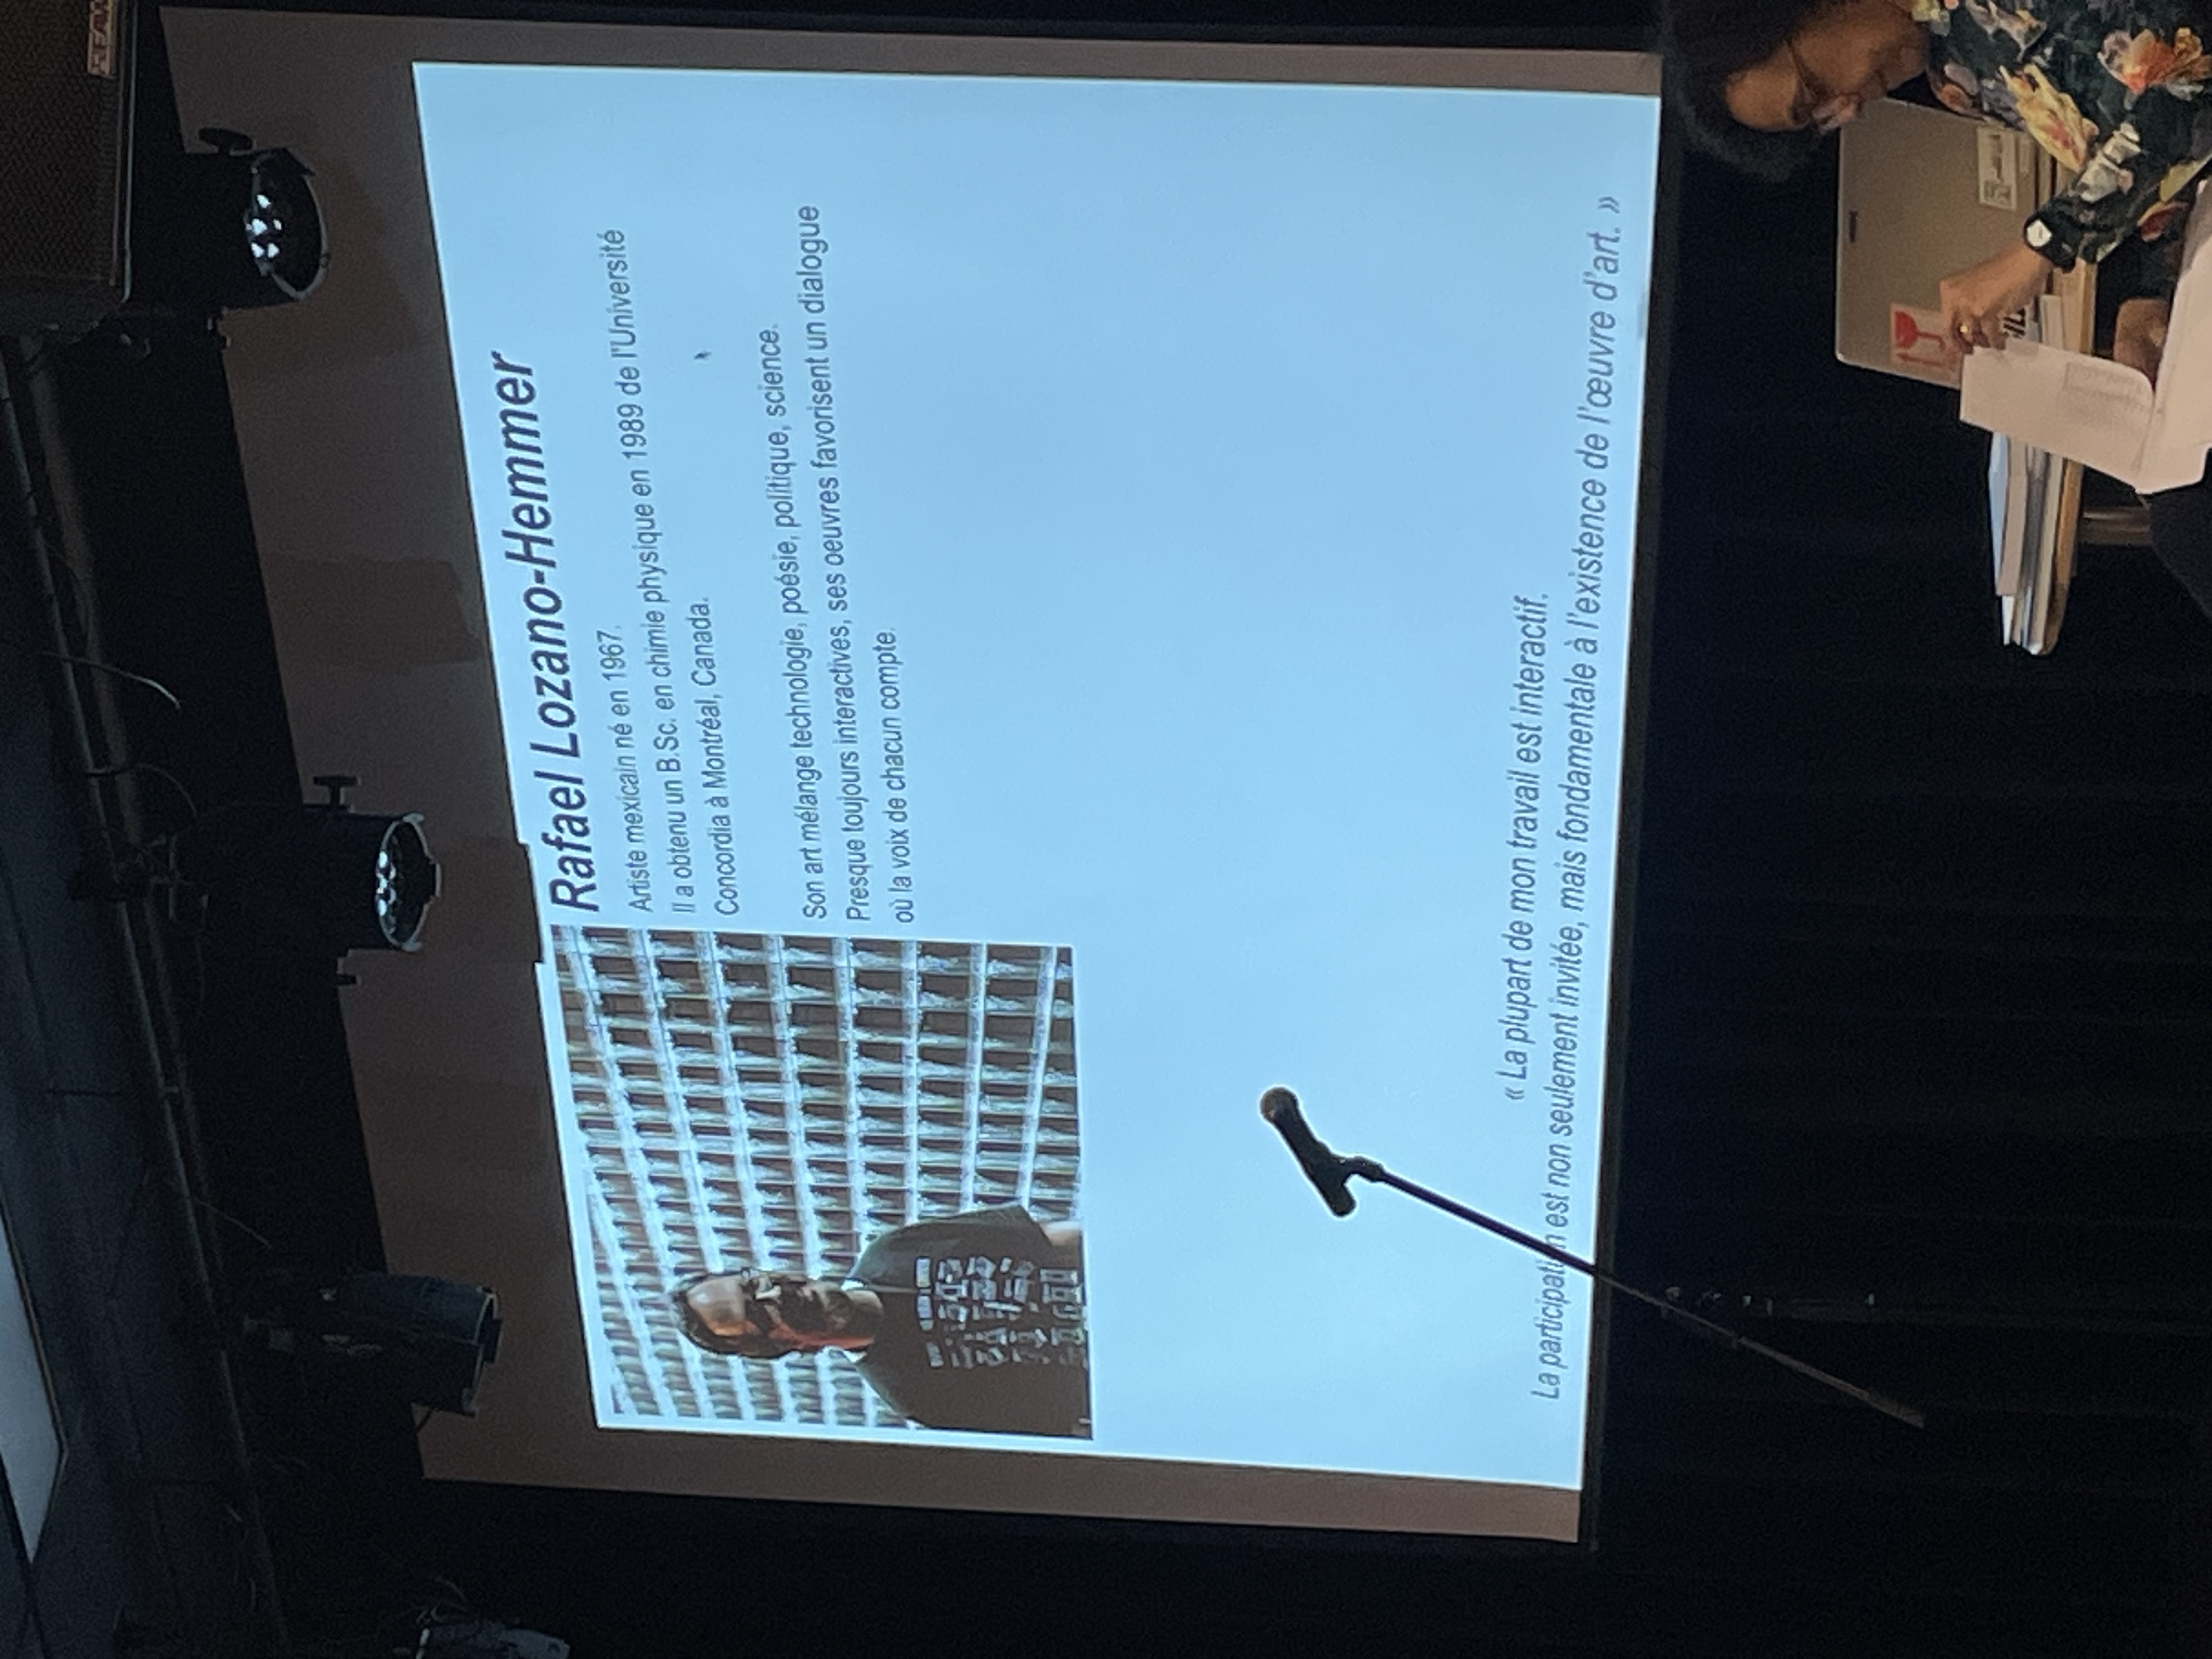 Rafael Lozano-Hemmer
Artiste mexicain né en 1967.
Il a obtenu un B.Sc. en chimie physique en 1989 de l'Université
Concordia à Montréal, Canada.
Son art mélange technologie, poésie, politique, science.
Presque toujours interactives, ses oeuvres favorisent un dialogue
où la voix de chacun compte.
« La plupart de mon travail est interactif.
La participation est non seulement invitée, mais fondamentale à l'existence de l'œuvre d'art. »